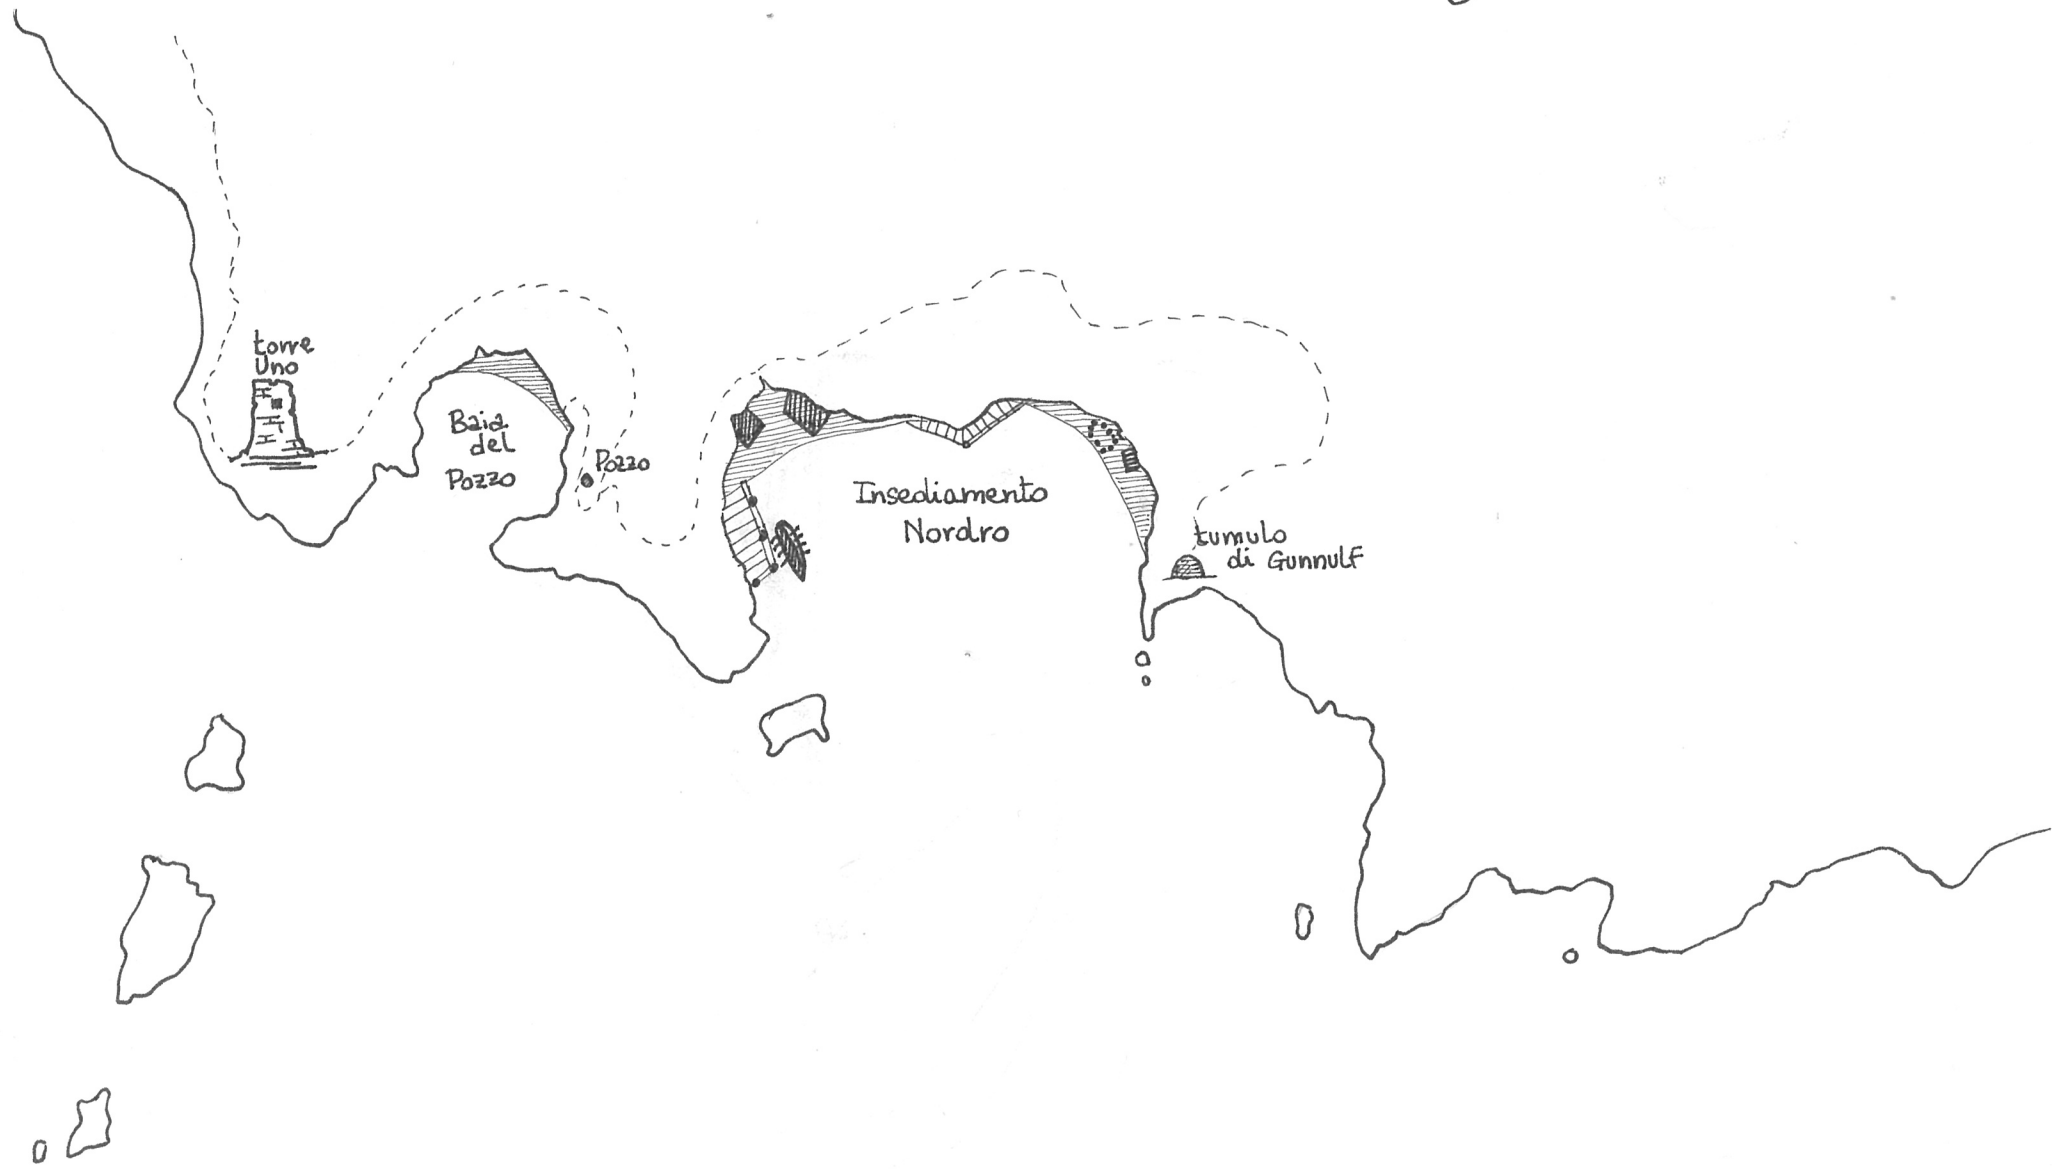 torre
Uno
Baia
del
Pozzo
Pozzo
Insediamento
Nordro
tumulo
di Gunnulf